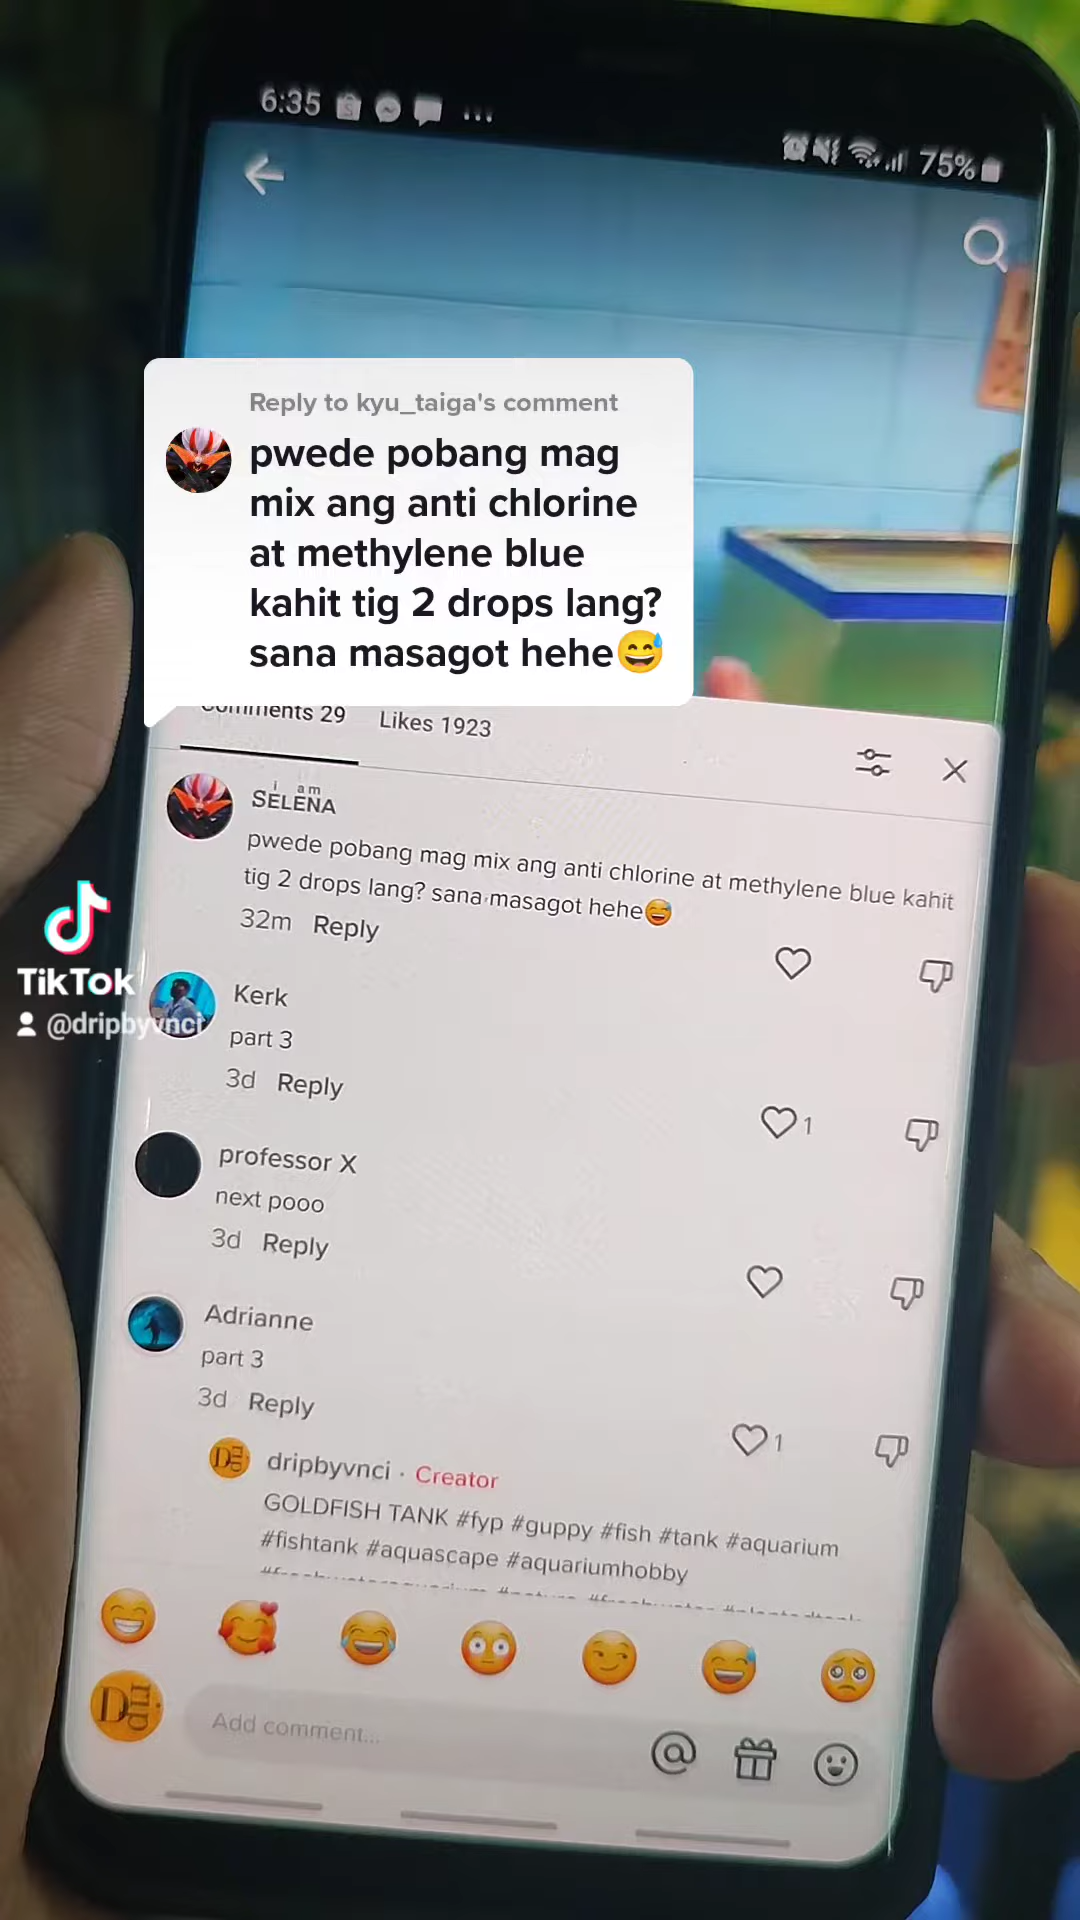 6:35
75%
Reply to kyu_taiga's comment
pwede pobang mag
mix ang anti chlorine
at methylene blue
kahit tig 2 drops lang?
sana masagot hehe😅
Comments 29
Likes 1923
i am
SELENA
pwede pobang mag mix ang anti chlorine at methylene blue kahit
tig 2 drops lang? sana masagot hehe😅
32m Reply
Kerk
part 3
3d Reply
1
professor X
next pooo
3d Reply
Adrianne
part 3
3d Reply
1
dripbyvnci · Creator
GOLDFISH TANK #fyp #guppy #fish #tank #aquarium
#fishtank #aquascape #aquariumhobby
Add comment...
TikTok
@dripbyvnci